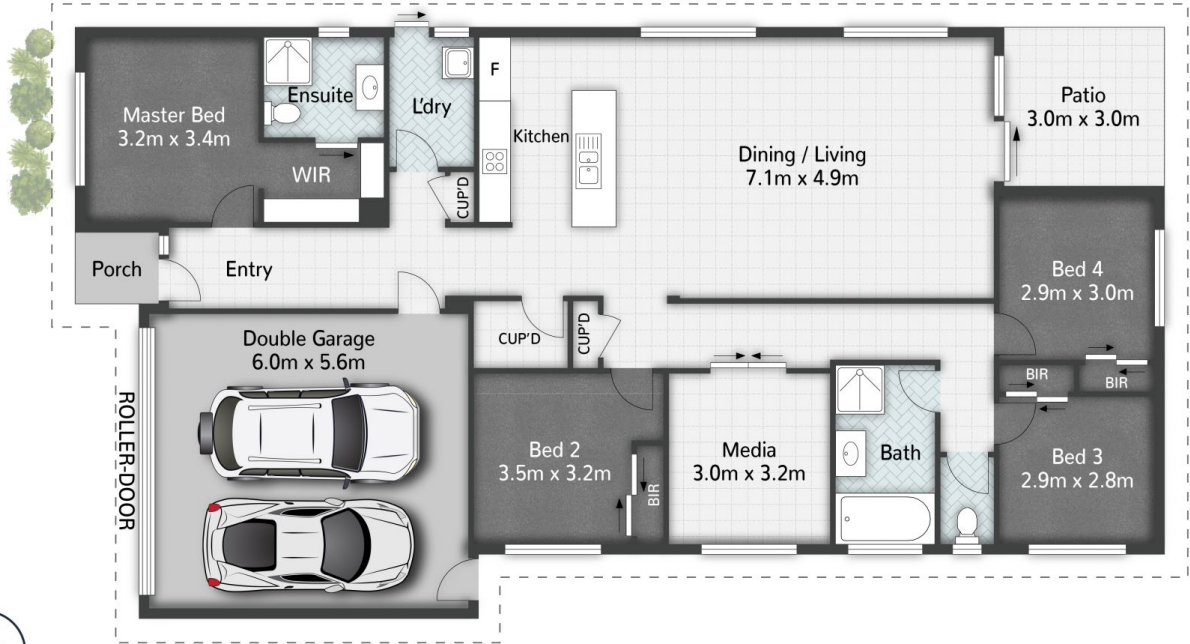 Master Bed
3.2m x 3.4m
Ensuite
L'dry
F
Kitchen
WIR
CUP'D
Dining / Living
7.1m x 4.9m
Patio
3.0m x 3.0m
Porch
Entry
Bed 4
2.9m x 3.0m
BIR
BIR
Double Garage
6.0m x 5.6m
ROLLER-DOOR
CUP'D
CUP'D
Bed 2
3.5m x 3.2m
BIR
Media
3.0m x 3.2m
Bath
Bed 3
2.9m x 2.8m